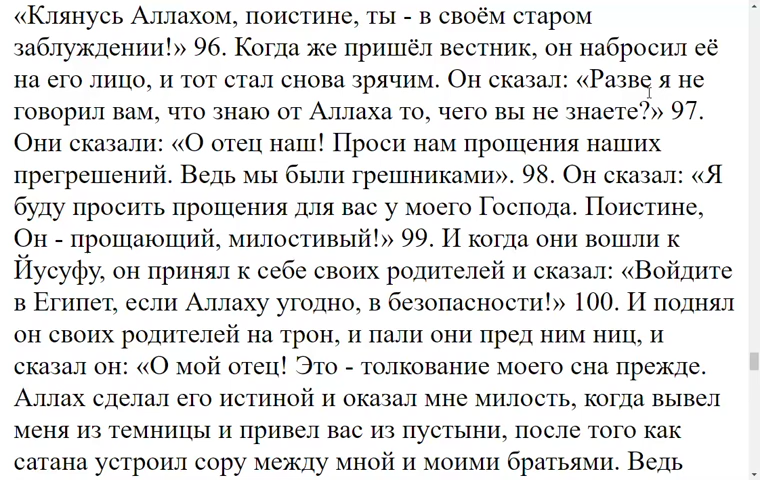 «Клянусь Аллахом, поистине, ты - в своём старом
заблуждении!» 96. Когда же пришёл вестник, он набросил её
на его лицо, и тот стал снова зрячим. Он сказал: «Разве я не
говорил вам, что знаю от Аллаха то, чего вы не знаете?» 97.
Они сказали: «О отец наш! Проси нам прощения наших
прегрешений. Ведь мы были грешниками». 98. Он сказал: «Я
буду просить прощения для вас у моего Господа. Поистине,
Он - прощающий, милостивый!» 99. И когда они вошли к
Йусуфу, он принял к себе своих родителей и сказал: «Войдите
в Египет, если Аллаху угодно, в безопасности!» 100. И поднял
он своих родителей на трон, и пали они пред ним ниц, и
сказал он: «О мой отец! Это - толкование моего сна прежде.
Аллах сделал его истиной и оказал мне милость, когда вывел
меня из темницы и привел вас из пустыни, после того как
сатана устроил сору между мной и моими братьями. Ведь